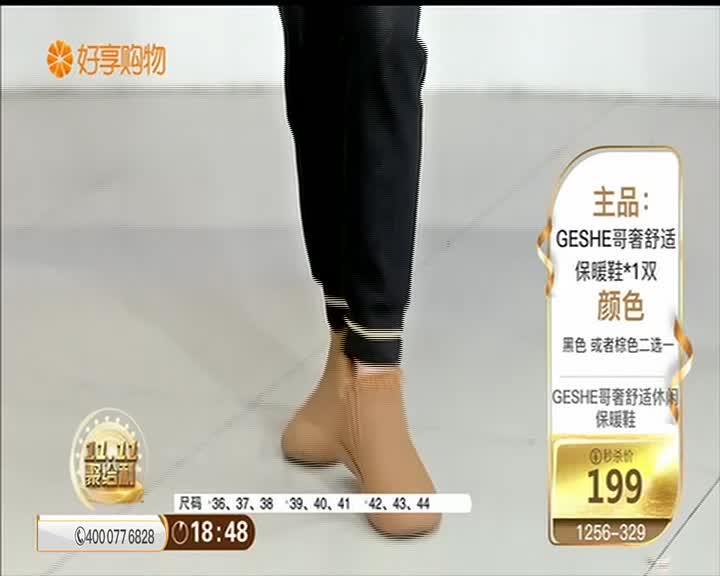 好享购物
主品：
GESHE哥奢舒适
保暖鞋*1双
颜色
黑色 或者棕色二选一
GESHE哥奢舒适休闲
保暖鞋
秒杀价
199
1256-329
聚给利
尺码 36、37、38 39、40、41 42、43、44
400 077 6828
18:48